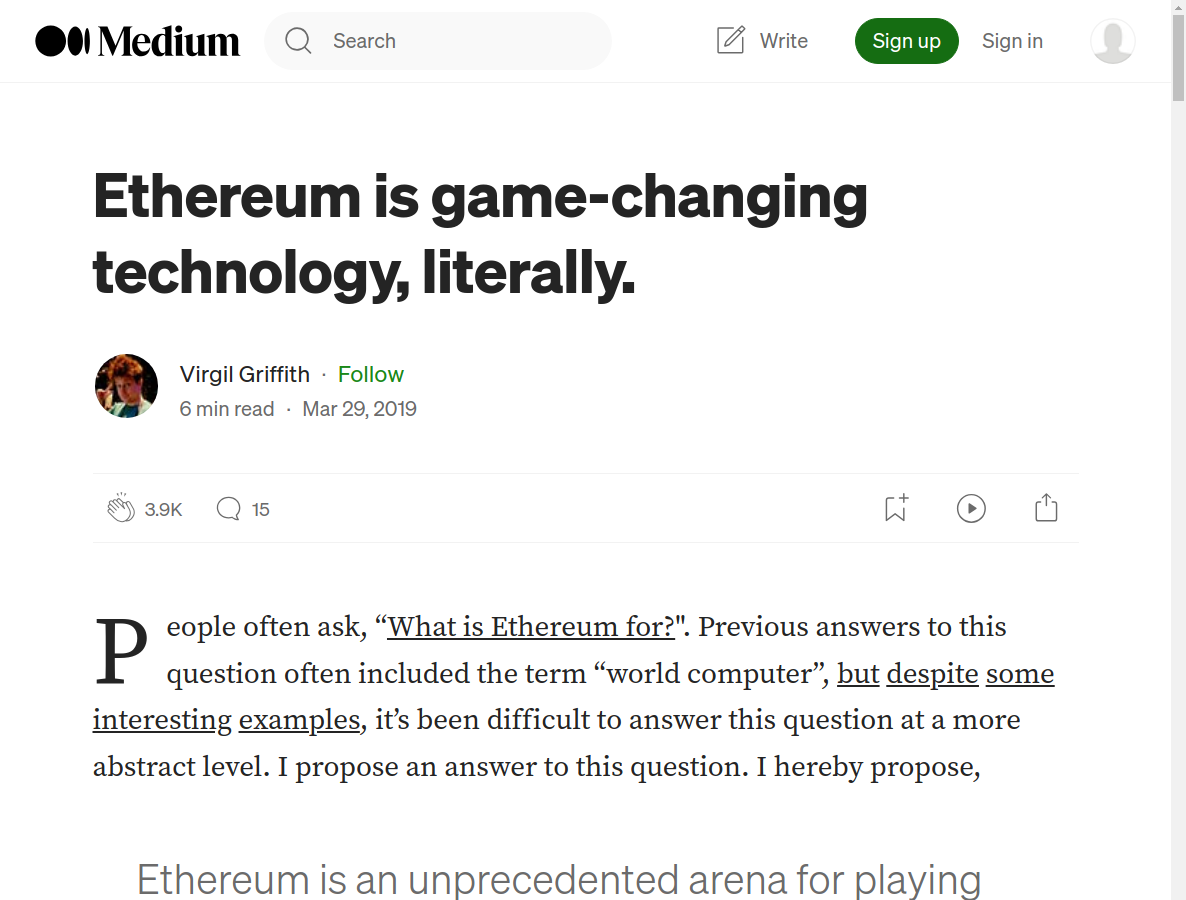 Medium
Search
Write
Sign up
Sign in
Ethereum is game-changing
technology, literally.
Virgil Griffith · Follow
6 min read · Mar 29, 2019
3.9K
15
People often ask, “What is Ethereum for?". Previous answers to this
question often included the term “world computer”, but despite some
interesting examples, it’s been difficult to answer this question at a more
abstract level. I propose an answer to this question. I hereby propose,
Ethereum is an unprecedented arena for playing